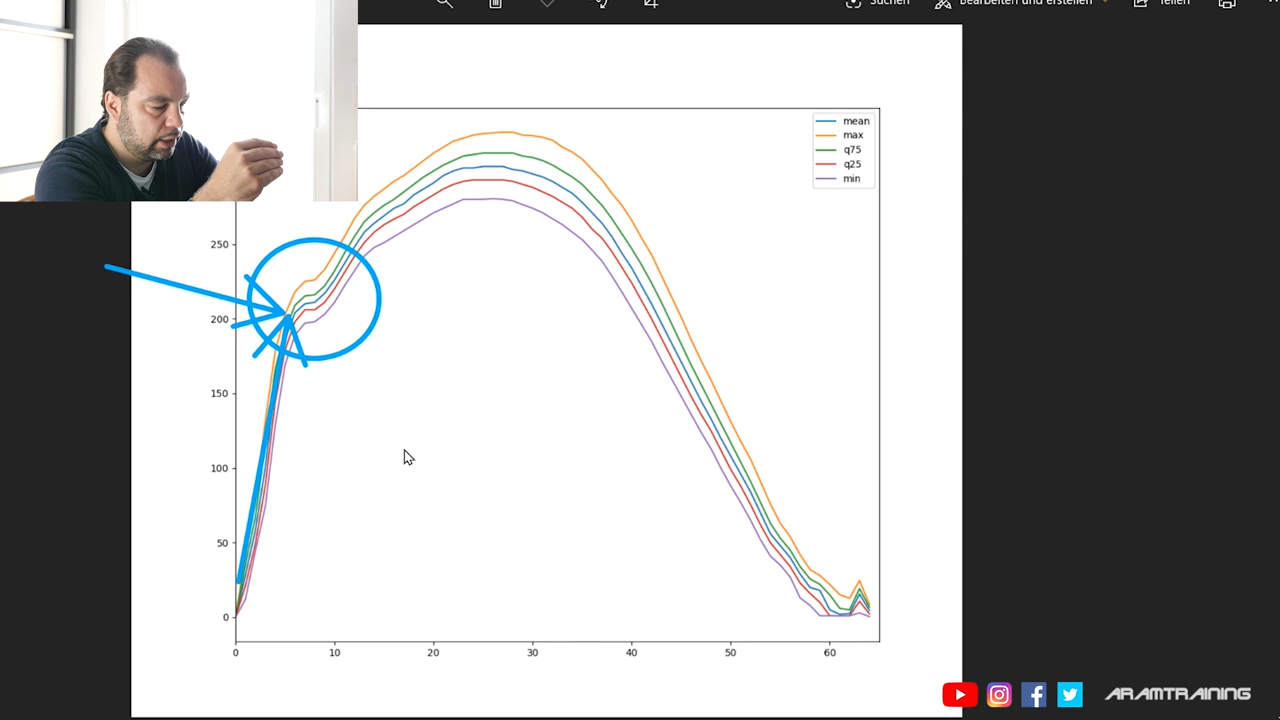 Suchen
Bearbeiten und erstellen
Teilen
mean
max
q75
q25
min
250
200
150
100
50
0
0 10 20 30 40 50 60
ARAMTRAINING